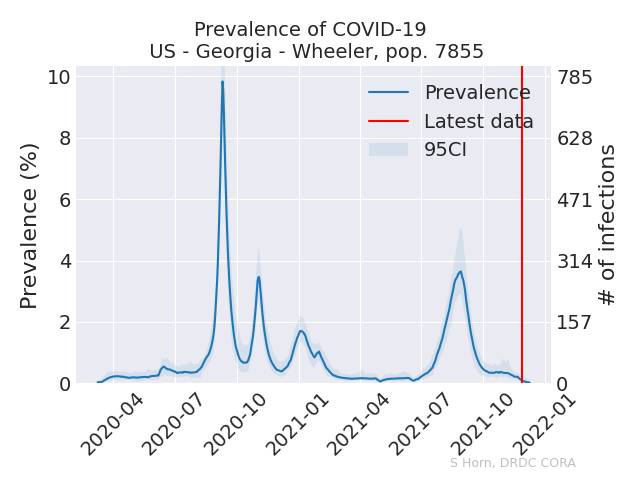 Prevalence of COVID-19
US - Georgia - Wheeler, pop. 7855
Prevalence (%)
10
8
6
4
2
0
Prevalence
Latest data
95CI
785
628
471
314
157
0
# of infections
2020-04
2020-07
2020-10
2021-01
2021-04
2021-07
2021-10
2022-01
S Horn, DRDC CORA